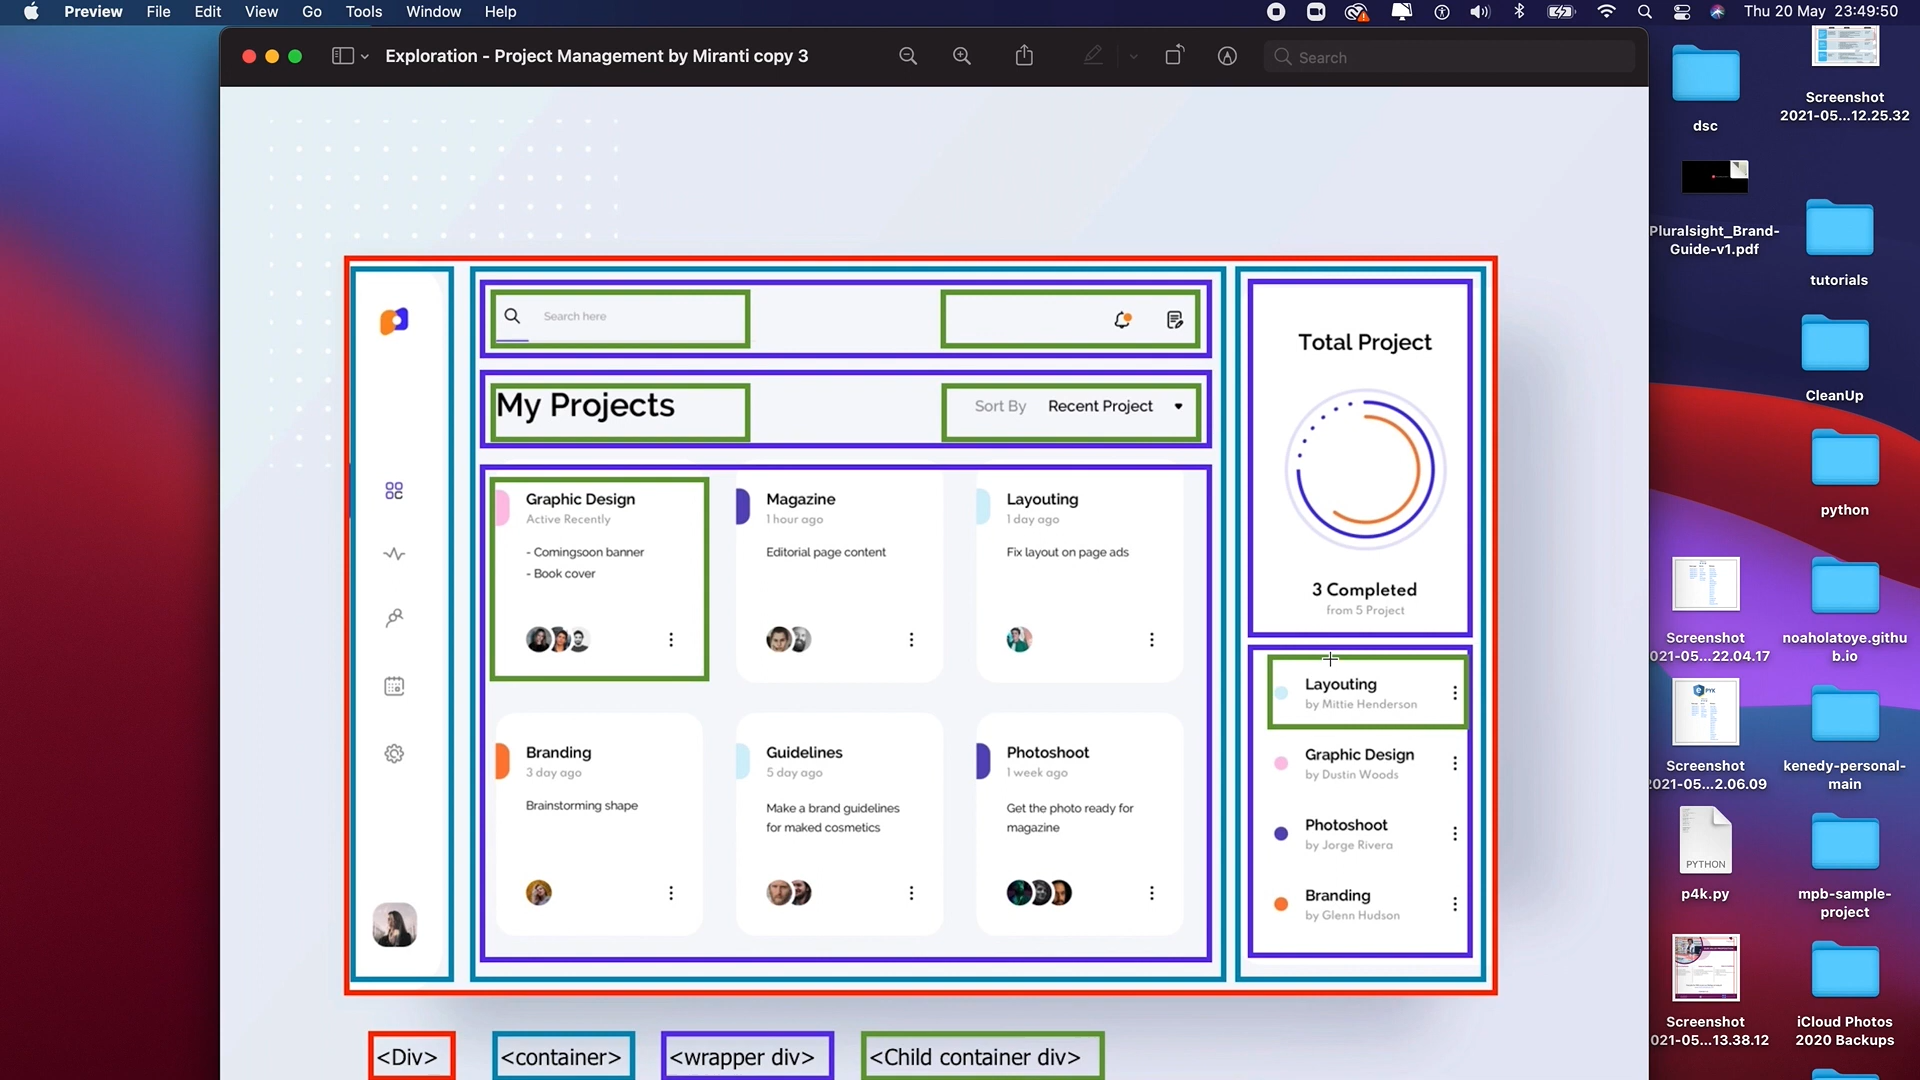 Preview File Edit View Go Tools Window Help
Thu 20 May 23:49:50
Exploration - Project Management by Miranti copy 3
Search
Search here
My Projects
Sort By Recent Project
Graphic Design
Active Recently
- Comingsoon banner
- Book cover
Magazine
1 hour ago
Editorial page content
Layouting
1 day ago
Fix layout on page ads
Branding
3 day ago
Brainstorming shape
Guidelines
5 day ago
Make a brand guidelines
for maked cosmetics
Photoshoot
1 week ago
Get the photo ready for
magazine
Total Project
3 Completed
from 5 Project
Layouting
by Mittie Henderson
Graphic Design
by Dustin Woods
Photoshoot
by Jorge Rivera
Branding
by Glenn Hudson
<Div>
<container>
<wrapper div>
<Child container div>
dsc
Screenshot
2021-05...12.25.32
Pluralsight_Brand-
Guide-v1.pdf
tutorials
CleanUp
python
Screenshot
021-05...22.04.17
noaholatoye.githu
b.io
PYK
Screenshot
2021-05...2.06.09
kenedy-personal-
main
PYTHON
p4k.py
mpb-sample-
project
Screenshot
021-05...13.38.12
iCloud Photos
2020 Backups